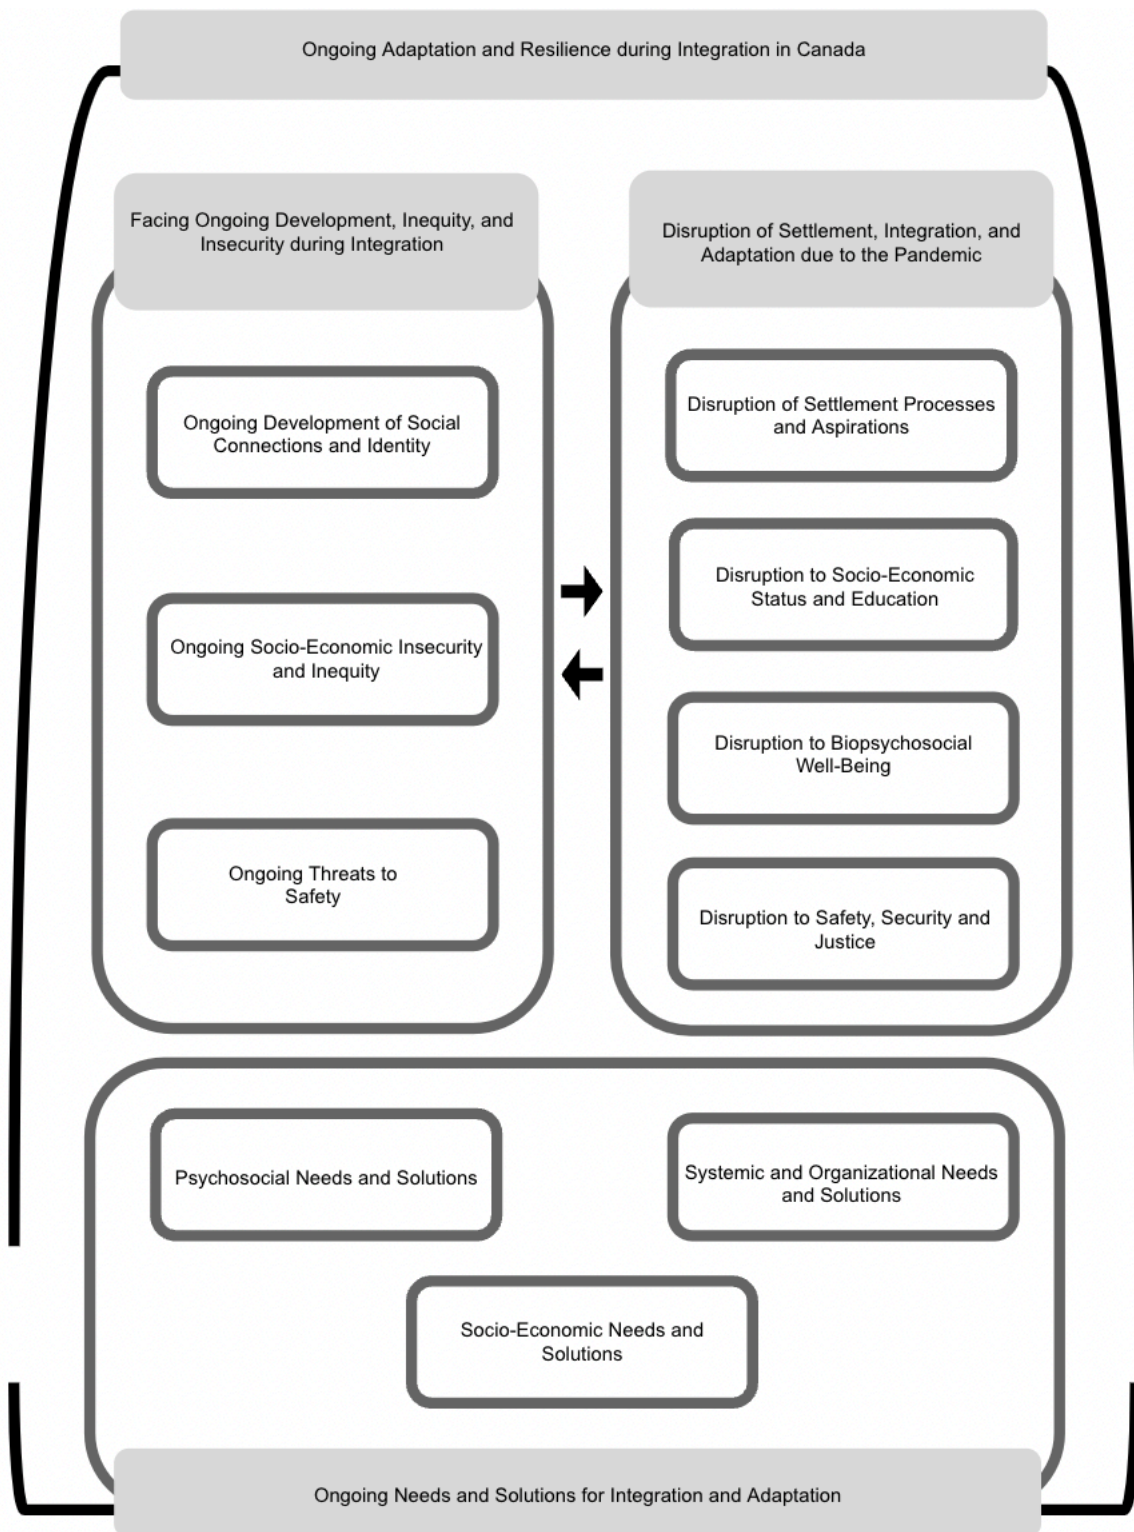 Ongoing Adaptation and Resilience during Integration in Canada
Facing Ongoing Development, Inequity, and
Insecurity during Integration
Ongoing Development of Social
Connections and Identity
Ongoing Socio-Economic Insecurity
and Inequity
Ongoing Threats to
Safety
Disruption of Settlement, Integration, and
Adaptation due to the Pandemic
Disruption of Settlement Processes
and Aspirations
Disruption to Socio-Economic
Status and Education
Disruption to Biopsychosocial
Well-Being
Disruption to Safety, Security and
Justice
Psychosocial Needs and Solutions
Systemic and Organizational Needs
and Solutions
Socio-Economic Needs and
Solutions
Ongoing Needs and Solutions for Integration and Adaptation